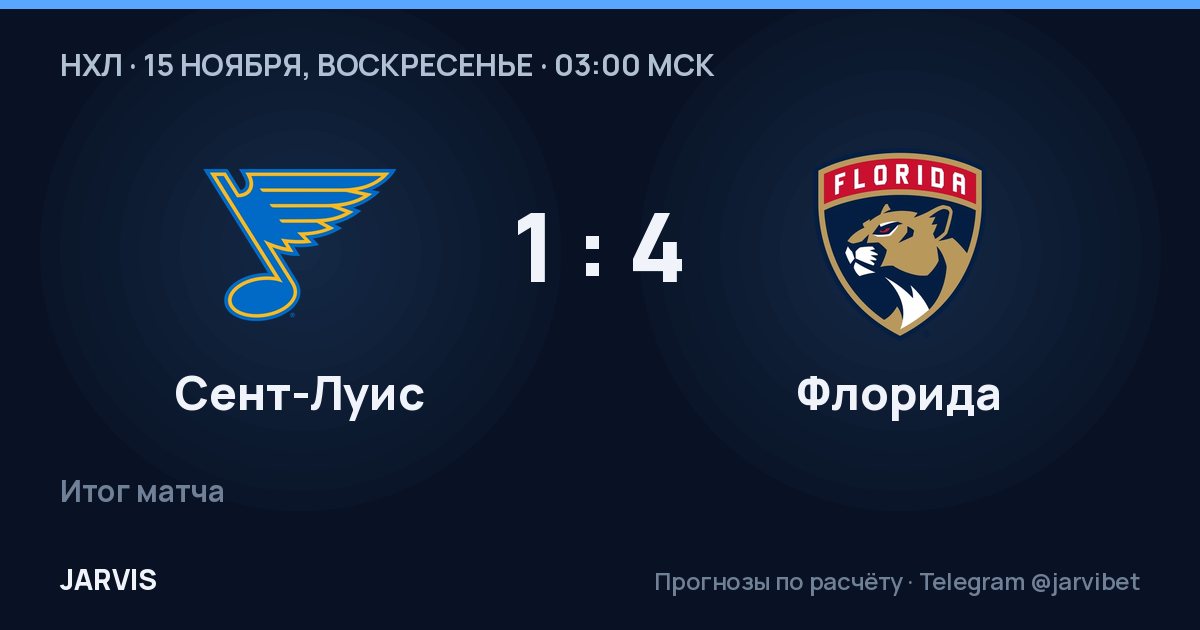 НХЛ · 15 НОЯБРЯ, ВОСКРЕСЕНЬЕ · 03:00 МСК
FLORIDA
1 : 4
Сент-Луис
Флорида
Итог матча
JARVIS
Прогнозы по расчёту · Telegram @jarvibet